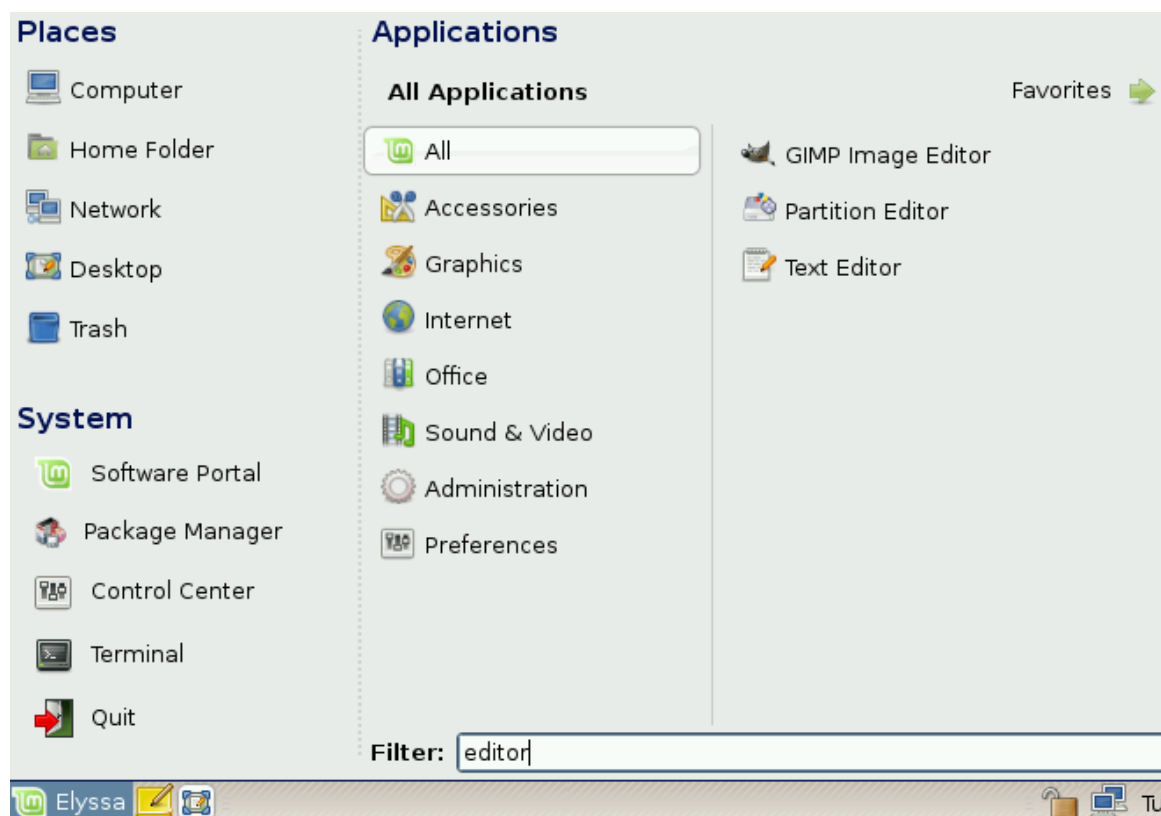 Places
Computer
Home Folder
Network
Desktop
Trash
System
Software Portal
Package Manager
Control Center
Terminal
Quit
Applications
All Applications
Favorites
All
Accessories
Graphics
Internet
Office
Sound & Video
Administration
Preferences
GIMP Image Editor
Partition Editor
Text Editor
Filter: editor
Elyssa